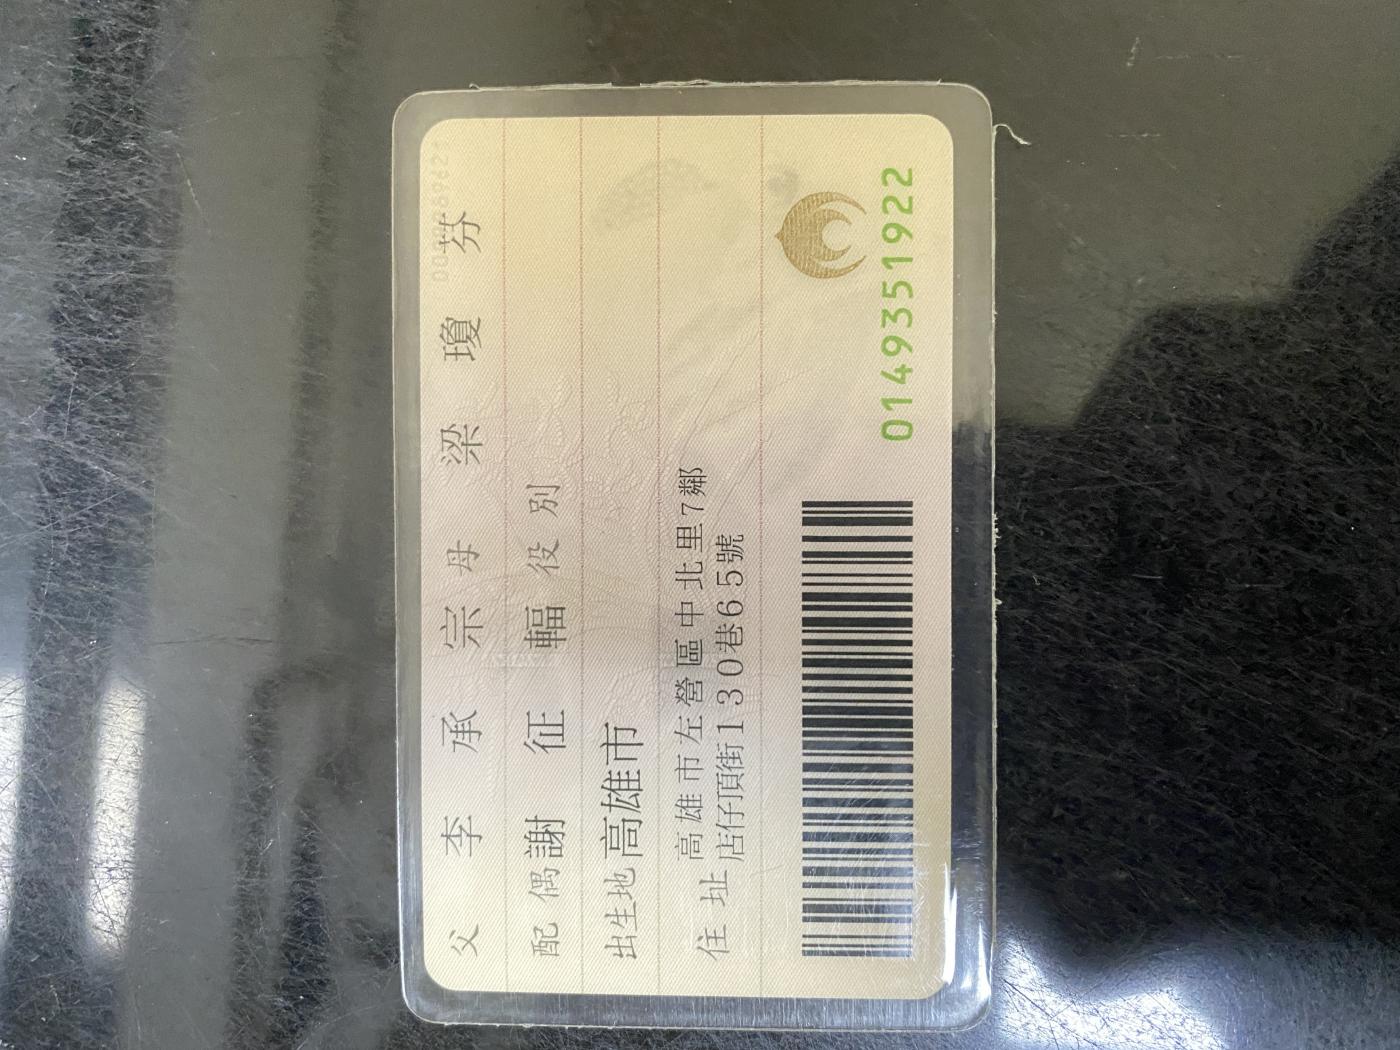 父 李承宗 母 梁瓊芬
配偶 謝征輻 役別
出生地 高雄市
住址 高雄市左營區中北里7鄰
店仔頂街130巷65號
0149351922